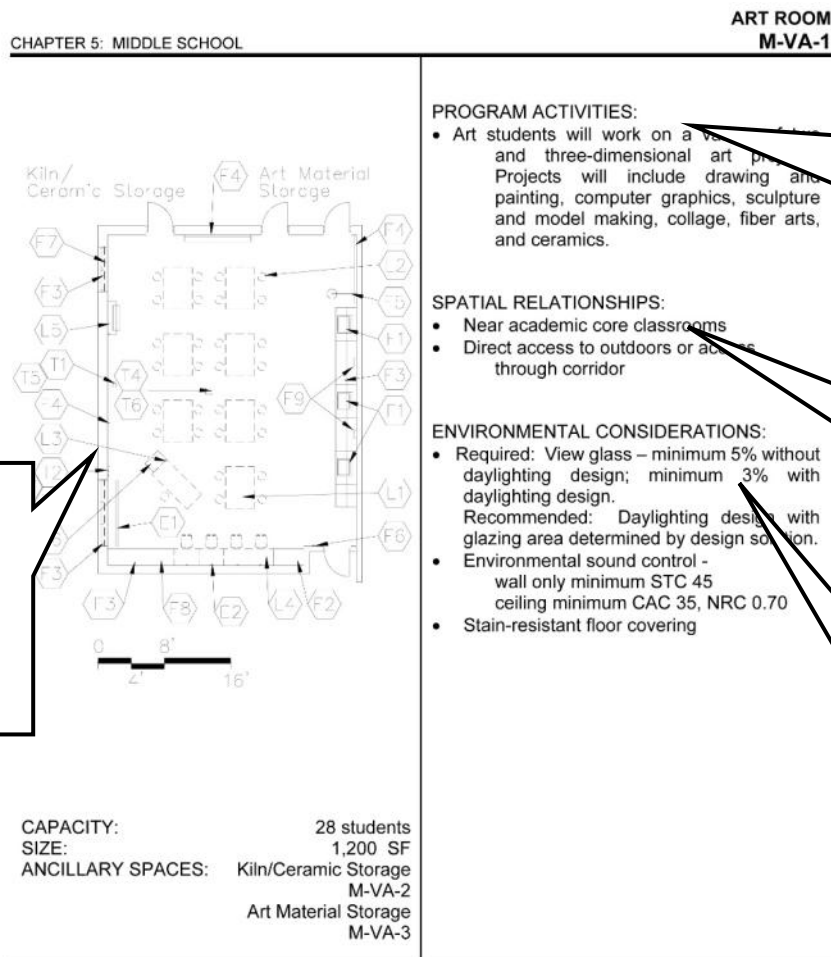 CHAPTER 5: MIDDLE SCHOOL
ART ROOM
M-VA-1
Kiln/
Ceramic Storage
F4
Art Material
Storage
F7
F4
L2
F3
L5
F1
T1
T5
T4
T6
F3
F9
L3
L1
E1
F6
F3
F8
E2
L4
F2
0 8'
4' 16'
CAPACITY: 28 students
SIZE: 1,200 SF
ANCILLARY SPACES: Kiln/Ceramic Storage
M-VA-2
Art Material Storage
M-VA-3
PROGRAM ACTIVITIES:
• Art students will work on a
and three-dimensional art
Projects will include drawing and
painting, computer graphics, sculpture
and model making, collage, fiber arts,
and ceramics.
SPATIAL RELATIONSHIPS:
• Near academic core classrooms
• Direct access to outdoors or access
through corridor
ENVIRONMENTAL CONSIDERATIONS:
• Required: View glass – minimum 5% without
daylighting design; minimum 3% with
daylighting design.
Recommended: Daylighting design with
glazing area determined by design solution.
• Environmental sound control -
wall only minimum STC 45
ceiling minimum CAC 35, NRC 0.70
• Stain-resistant floor covering